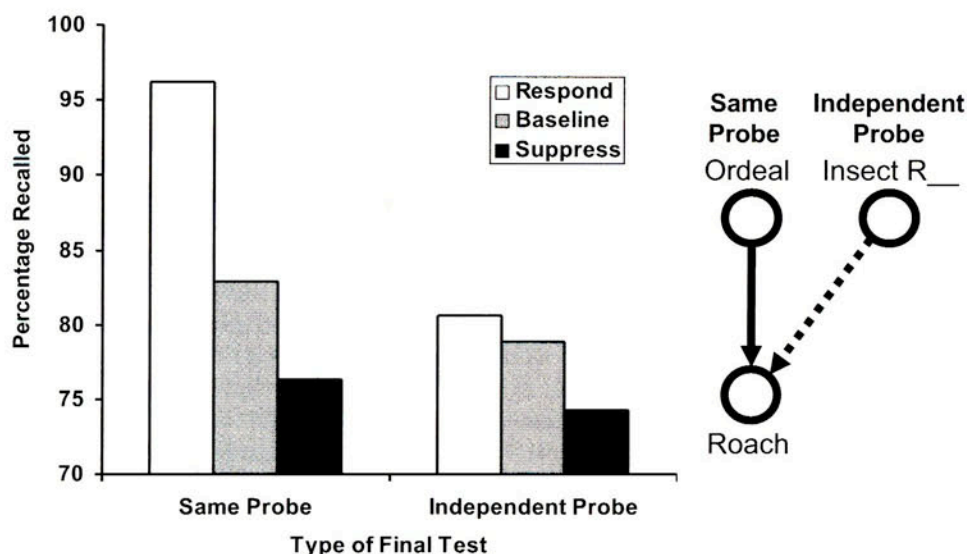 100
95
90
85
80
75
70
Percentage Recalled
Respond
Baseline
Suppress
Same Probe
Independent Probe
Type of Final Test
Same
Probe
Ordeal
Independent
Probe
Insect R__
Roach